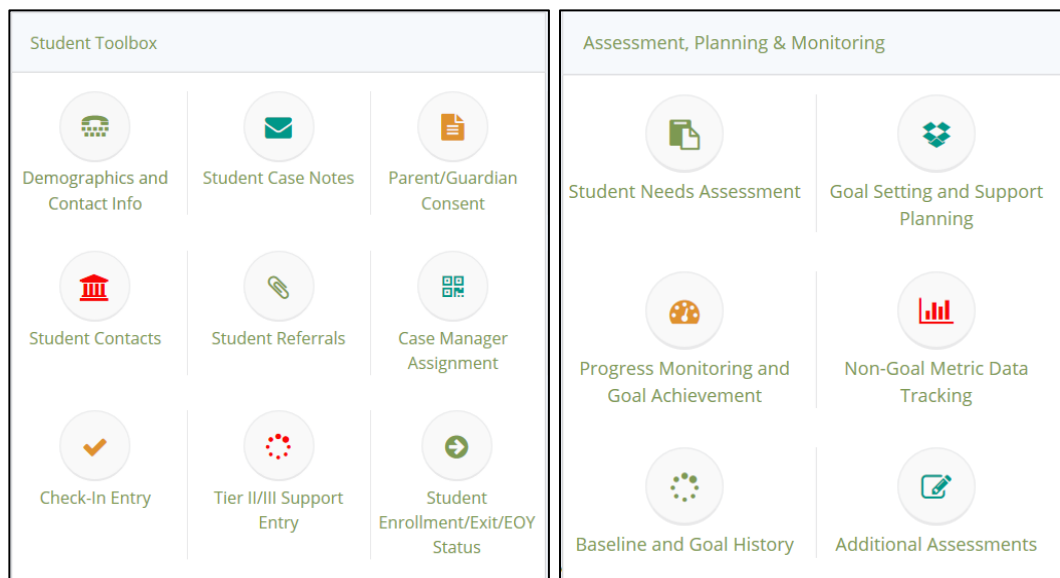 Student Toolbox
Demographics and
Contact Info
Student Case Notes
Parent/Guardian
Consent
Student Contacts
Student Referrals
Case Manager
Assignment
Check-In Entry
Tier II/III Support
Entry
Student
Enrollment/Exit/EOY
Status
Assessment, Planning & Monitoring
Student Needs Assessment
Goal Setting and Support
Planning
Progress Monitoring and
Goal Achievement
Non-Goal Metric Data
Tracking
Baseline and Goal History
Additional Assessments